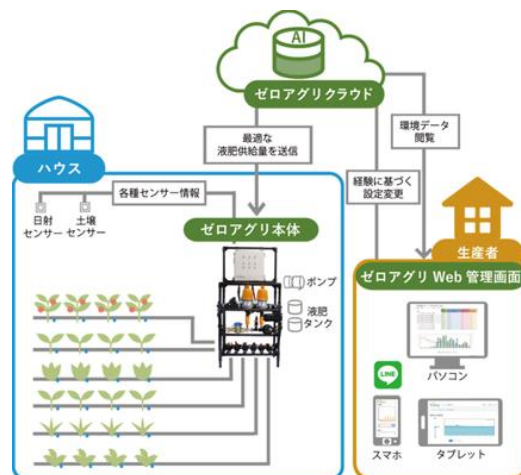 AI
ゼロアグリクラウド
最適な
液肥供給量を送信
環境データ
閲覧
経験に基づく
設定変更
ハウス
各種センサー情報
日射
センサー
土壌
センサー
ゼロアグリ本体
ポンプ
液肥
タンク
生産者
ゼロアグリ Web 管理画面
パソコン
LINE
スマホ
タブレット